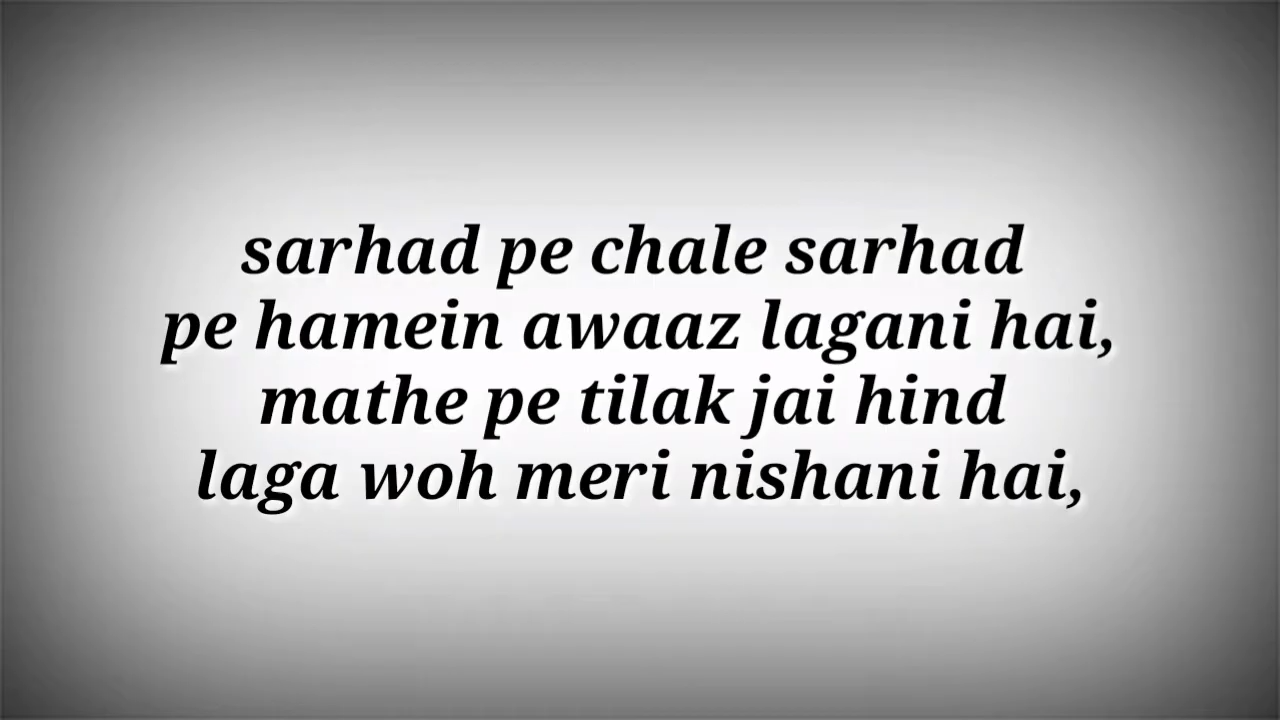 sarhad pe chale sarhad
pe hamein awaaz lagani hai,
mathe pe tilak jai hind
laga woh meri nishani hai,